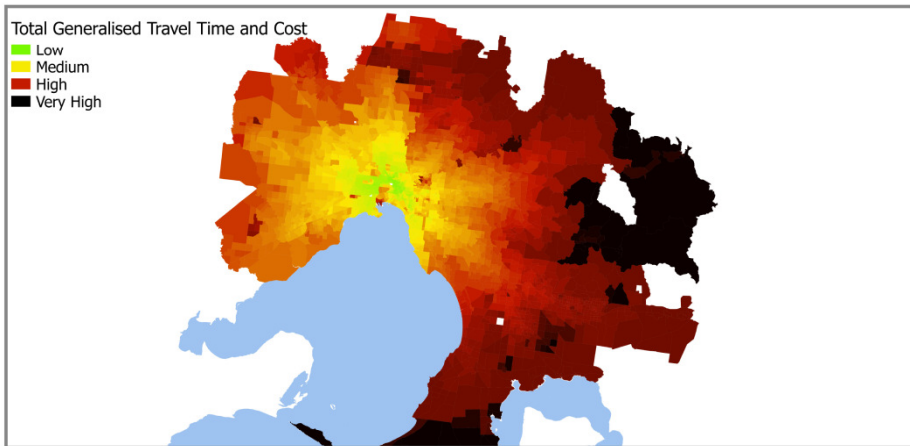 Total Generalised Travel Time and Cost
Low
Medium
High
Very High